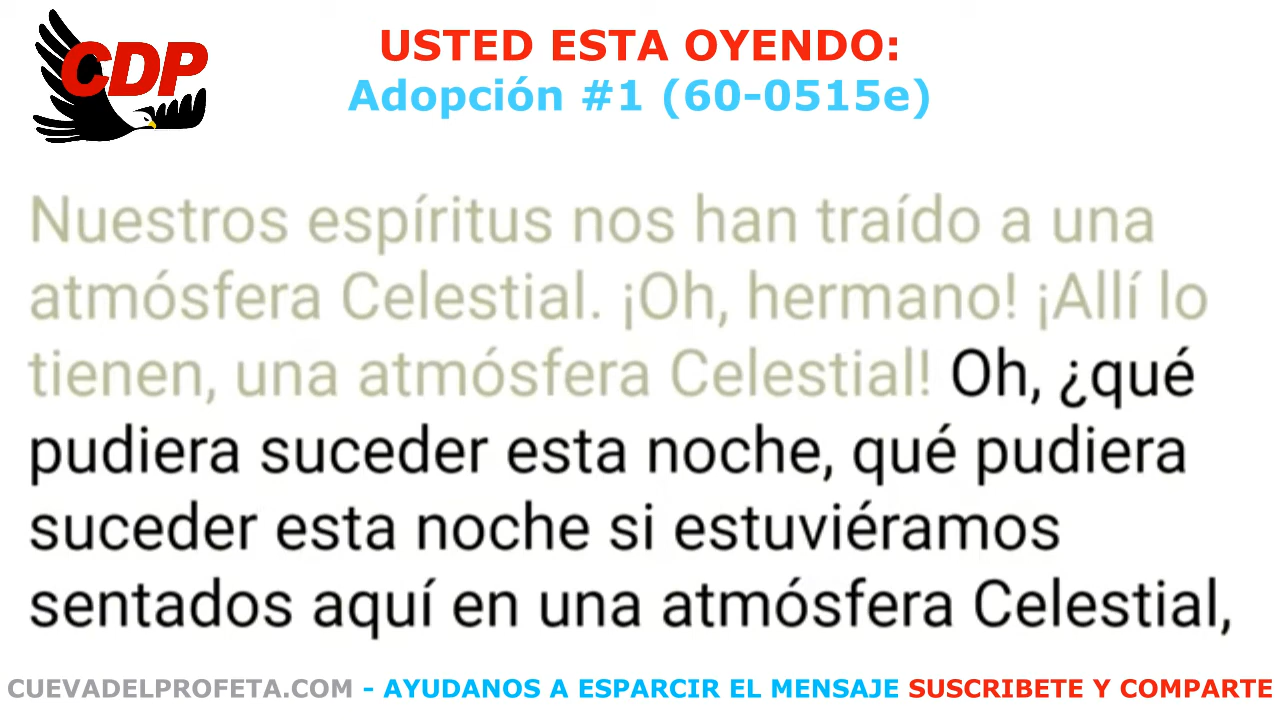 CDP
USTED ESTA OYENDO:
Adopción #1 (60-0515e)
Nuestros espíritus nos han traído a una
atmósfera Celestial. ¡Oh, hermano! ¡Allí lo
tienen, una atmósfera Celestial! Oh, ¿qué
pudiera suceder esta noche, qué pudiera
suceder esta noche si estuviéramos
sentados aquí en una atmósfera Celestial,
CUEVADELPROFETA.COM - AYUDANOS A ESPARCIR EL MENSAJE SUSCRIBETE Y COMPARTE